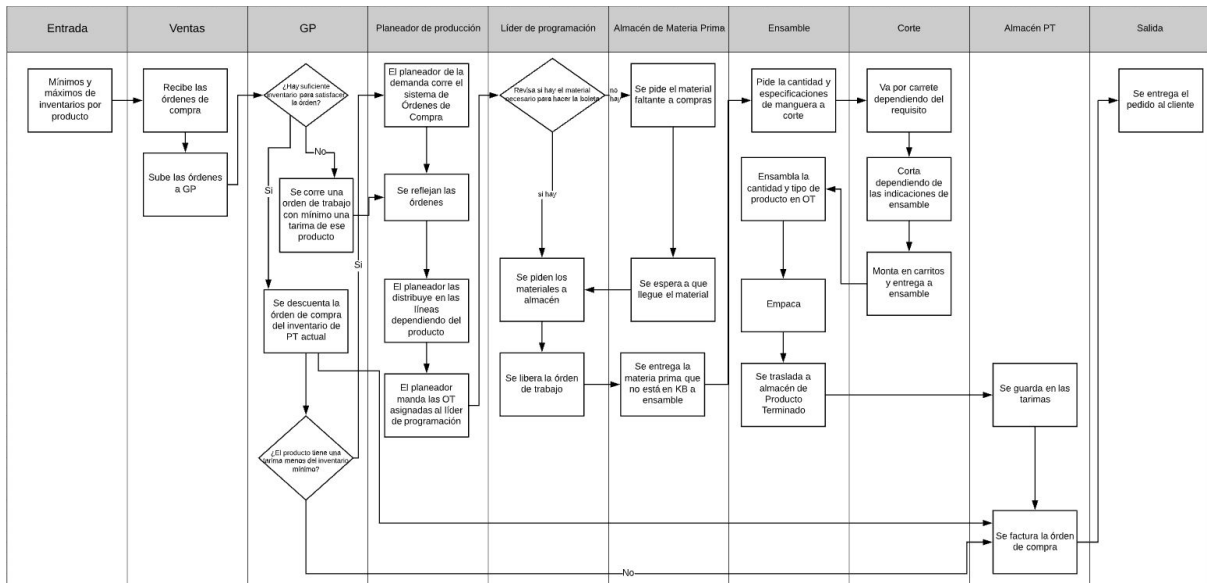 Entrada
Ventas
GP
Planeador de producción
Líder de programación
Almacén de Materia Prima
Ensamble
Corte
Almacén PT
Salida
Mínimos y
máximos de
inventarios por
producto
Recibe las
órdenes de
compra
Sube las órdenes
a GP
¿Hay suficiente
inventario para satisfacer
la órden?
No
Si
Se corre una
orden de trabajo
con mínimo una
tarima de ese
producto
Se descuenta la
órden de compra
del inventario de
PT actual
¿El producto tiene una
tarima menos del inventario
mínimo?
Si
No
El planeador de la
demanda corre el
sistema de
Órdenes de
Compra
Se reflejan las
órdenes
El planeador las
distribuye en las
líneas
dependiendo del
producto
El planeador
manda las OT
asignadas al líder
de programación
Revisa si hay el material
necesario para hacer la boleta
no
hay
si hay
Se piden los
materiales a
almacén
Se libera la órden
de trabajo
Se pide el material
faltante a compras
Se espera a que
llegue el material
Se entrega la
materia prima que
no está en KB a
ensamble
Pide la cantidad y
especificaciones
de manguera a
corte
Ensambla la
cantidad y tipo de
producto en OT
Empaca
Se traslada a
almacén de
Producto
Terminado
Va por carrete
dependiendo del
requisito
Corta
dependiendo de
las indicaciones de
ensamble
Monta en carritos
y entrega a
ensamble
Se guarda en las
tarimas
Se factura la órden
de compra
Se entrega el
pedido al cliente